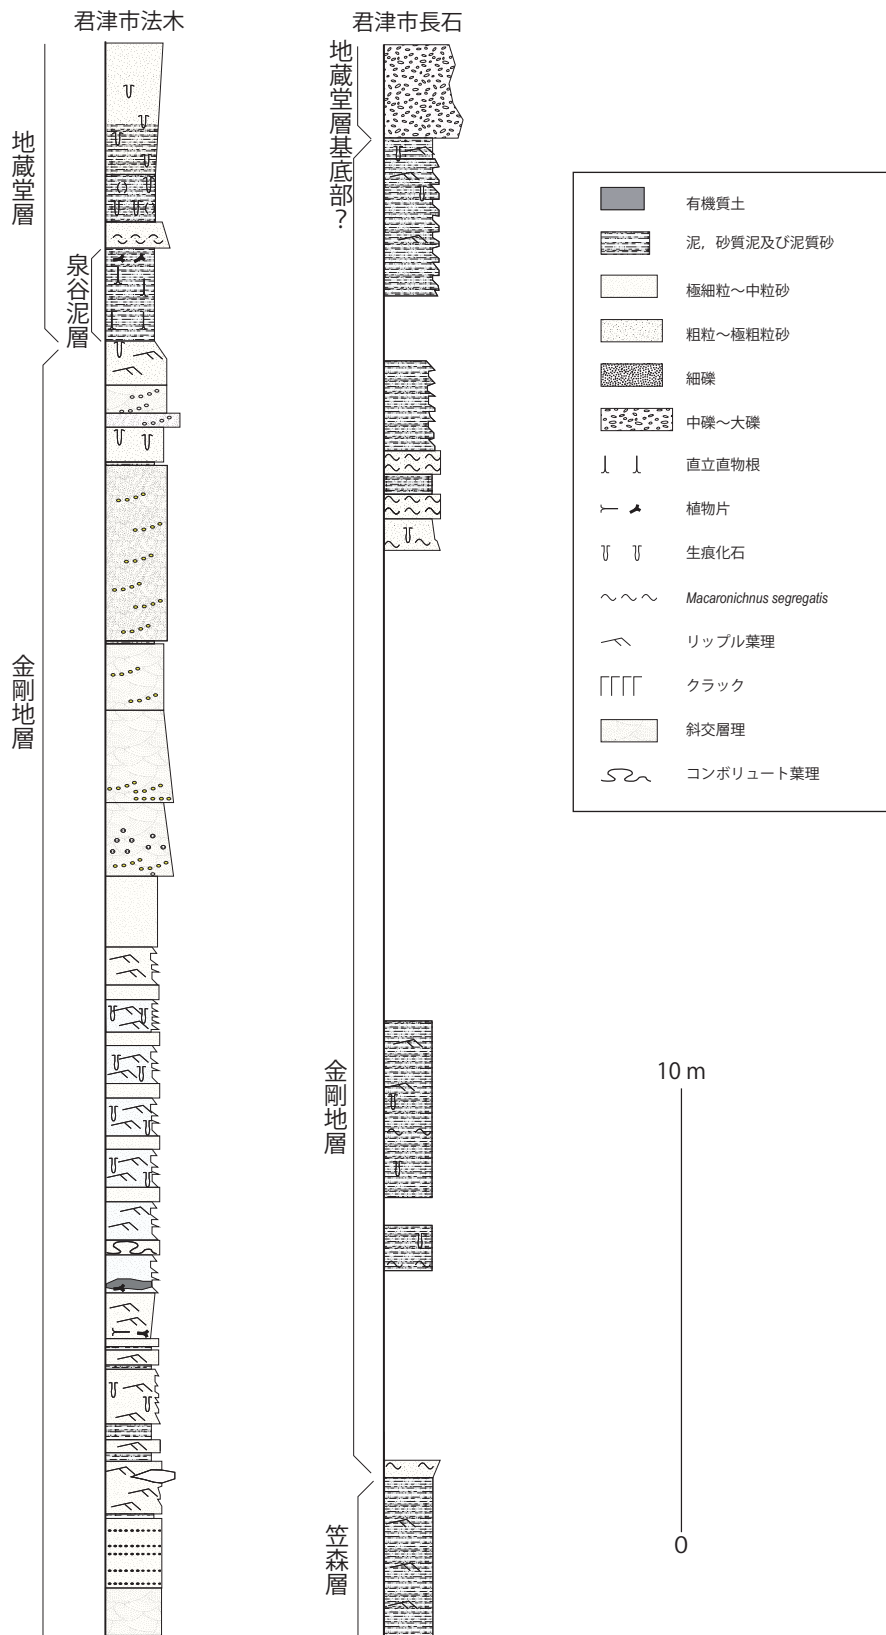 君津市法木
君津市長石
地蔵堂層
泉谷泥層
金剛地層
地蔵堂層基底部？
金剛地層
笠森層
有機質土
泥，砂質泥及び泥質砂
極細粒～中粒砂
粗粒～極粗粒砂
細礫
中礫～大礫
直立直物根
植物片
生痕化石
Macaronichnus segregatis
リップル葉理
クラック
斜交層理
コンボリュート葉理
10 m
0